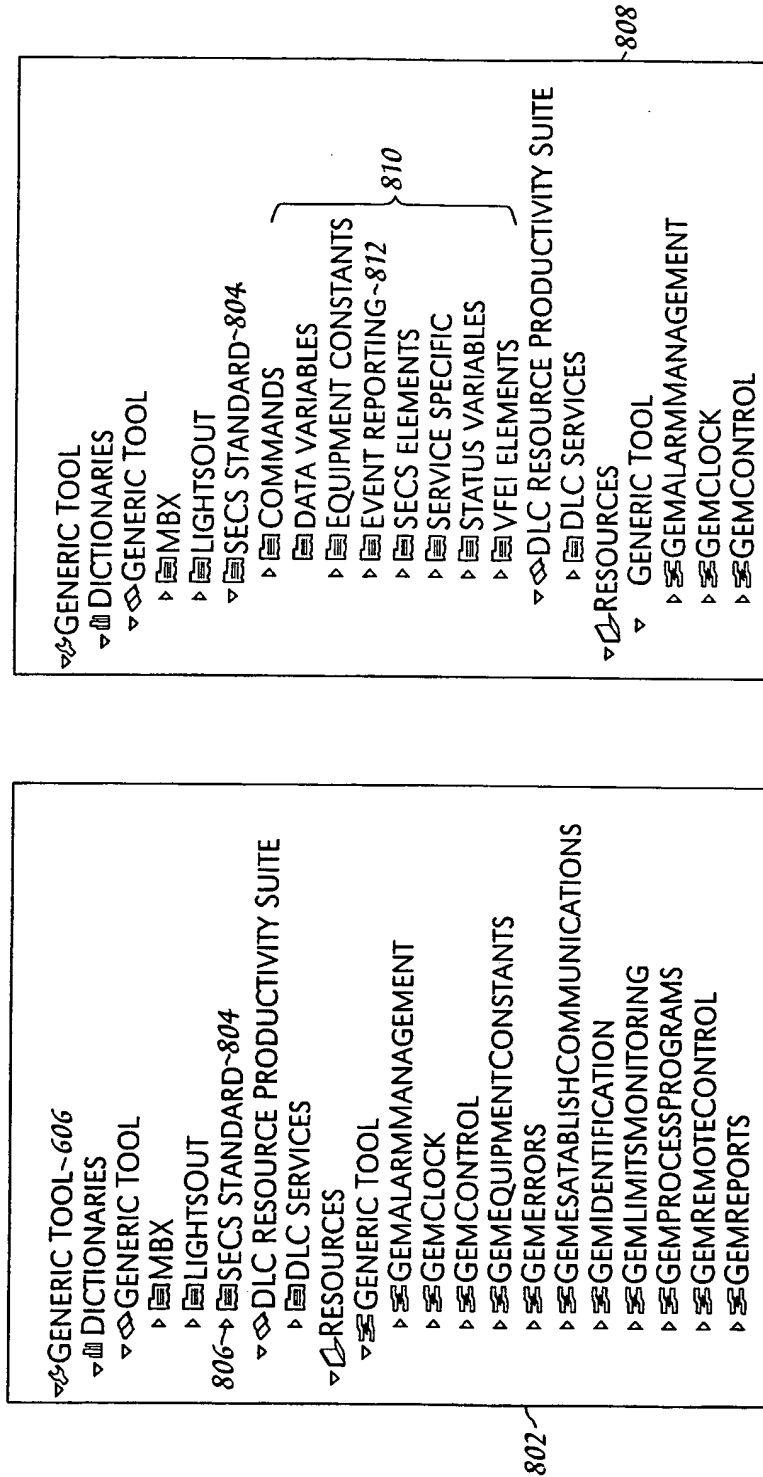 GENERIC TOOL~606
DICTIONARIES
GENERIC TOOL
MBX
LIGHTSOUT
806 SECS STANDARD~804
DLC RESOURCE PRODUCTIVITY SUITE
DLC SERVICES
RESOURCES
GENERIC TOOL
GEMALARMMANAGEMENT
GEMCLOCK
GEMCONTROL
GEMEQUIPMENTCONSTANTS
GEMERRORS
GEMESATABLISHCOMMUNICATIONS
GEMIDENTIFICATION
GEMLIMITSMONITORING
GEMPROCESSPROGRAMS
GEMREMOTECONTROL
GEMREPORTS
802
GENERIC TOOL
DICTIONARIES
GENERIC TOOL
MBX
LIGHTSOUT
SECS STANDARD~804
COMMANDS
DATA VARIABLES
EQUIPMENT CONSTANTS
EVENT REPORTING~812
SECS ELEMENTS
SERVICE SPECIFIC
STATUS VARIABLES
VFEI ELEMENTS
810
DLC RESOURCE PRODUCTIVITY SUITE
DLC SERVICES
RESOURCES
GENERIC TOOL
GEMALARMMANAGEMENT
GEMCLOCK
GEMCONTROL
808